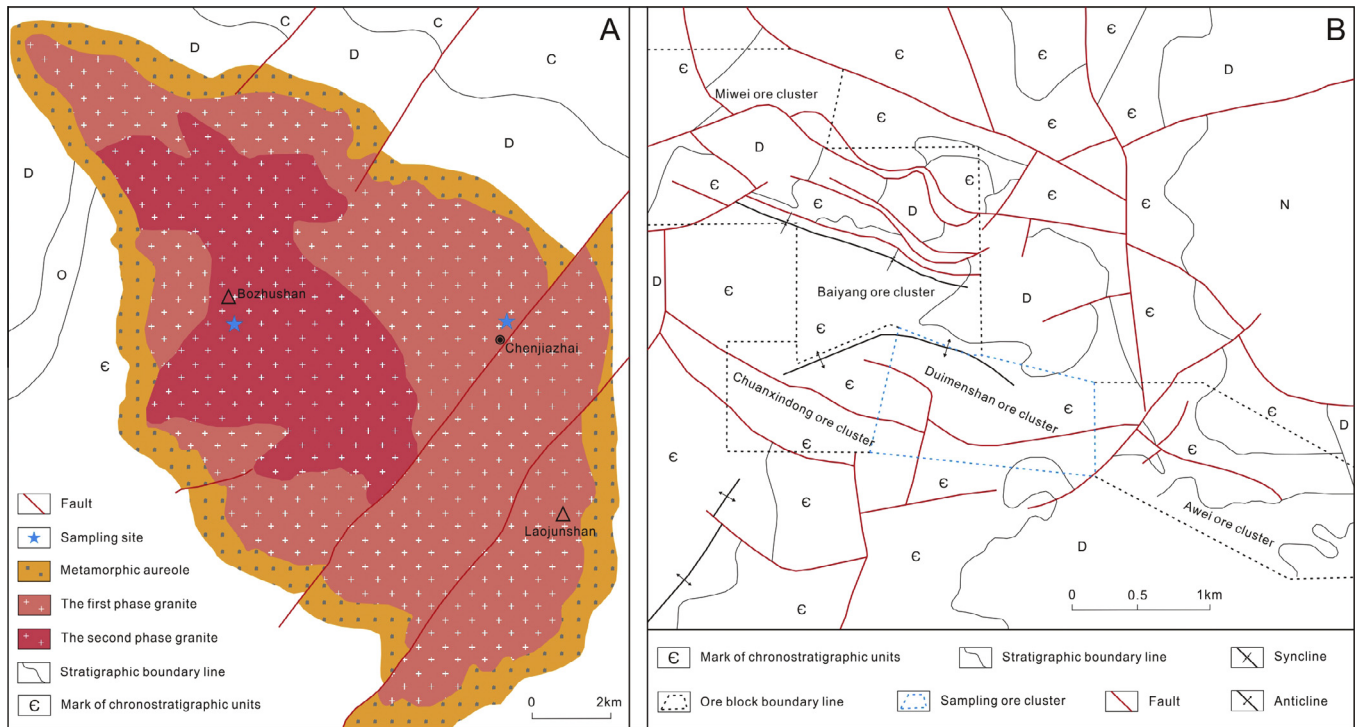 A
C
C
D
D
C
D
D
O
Є
Bozhushan
Chenjiazhai
Laojunshan
Fault
Sampling site
Metamorphic aureole
The first phase granite
The second phase granite
Stratigraphic boundary line
Є Mark of chronostratigraphic units
0 2km
B
Є
Є
Є
Є
D
Miwei ore cluster
Є
Є
Є
D
Є
Є
Є
Є
D
Є
N
D
Є
Baiyang ore cluster
D
Є
Є
Є
Duimenshan ore cluster
Є
Chuanxindong ore cluster
Є
D
Є
Є
Є
Є
Є
Awei ore cluster
Є
D
Є
0 0.5 1km
Є Mark of chronostratigraphic units
Stratigraphic boundary line
Syncline
Ore block boundary line
Sampling ore cluster
Fault
Anticline